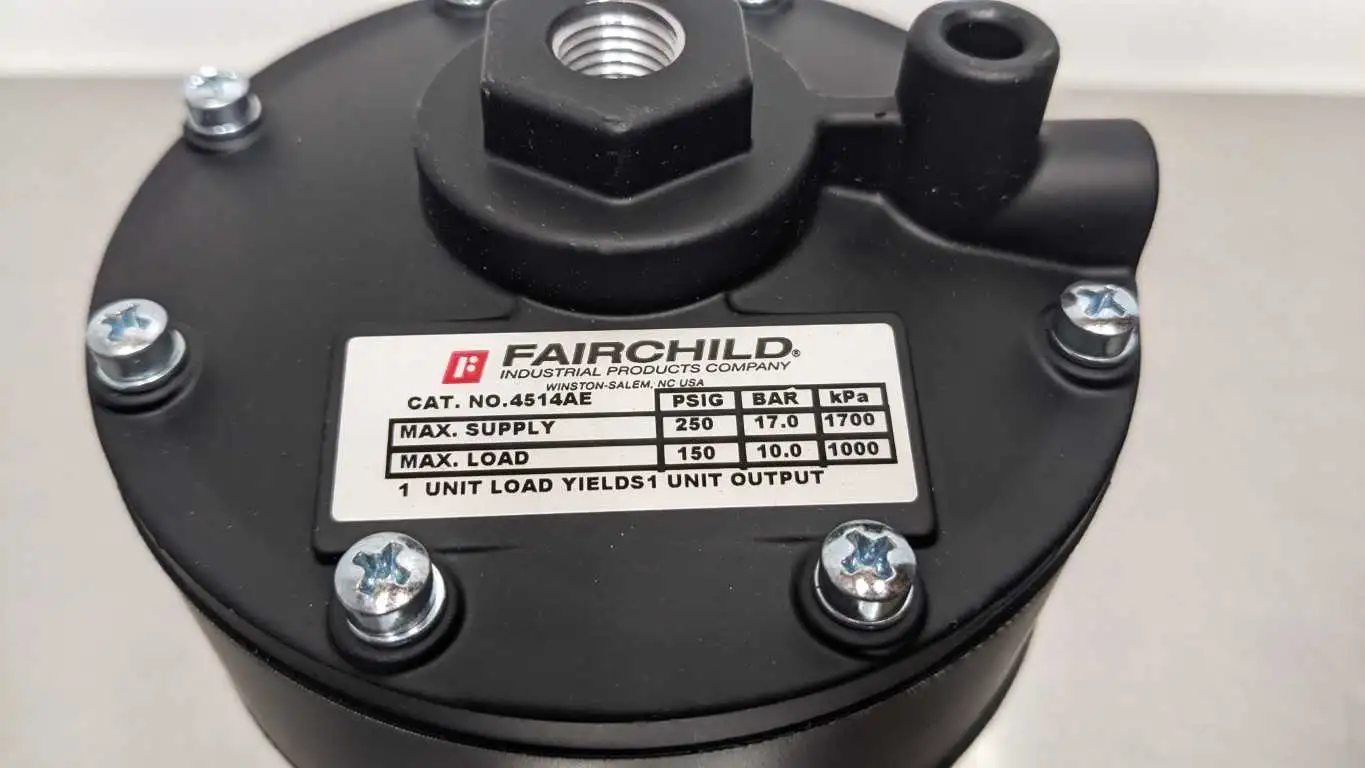 FAIRCHILD®
INDUSTRIAL PRODUCTS COMPANY
WINSTON-SALEM, NC USA
CAT. NO.4514AE PSIG BAR kPa
MAX. SUPPLY 250 17.0 1700
MAX. LOAD 150 10.0 1000
1 UNIT LOAD YIELDS1 UNIT OUTPUT